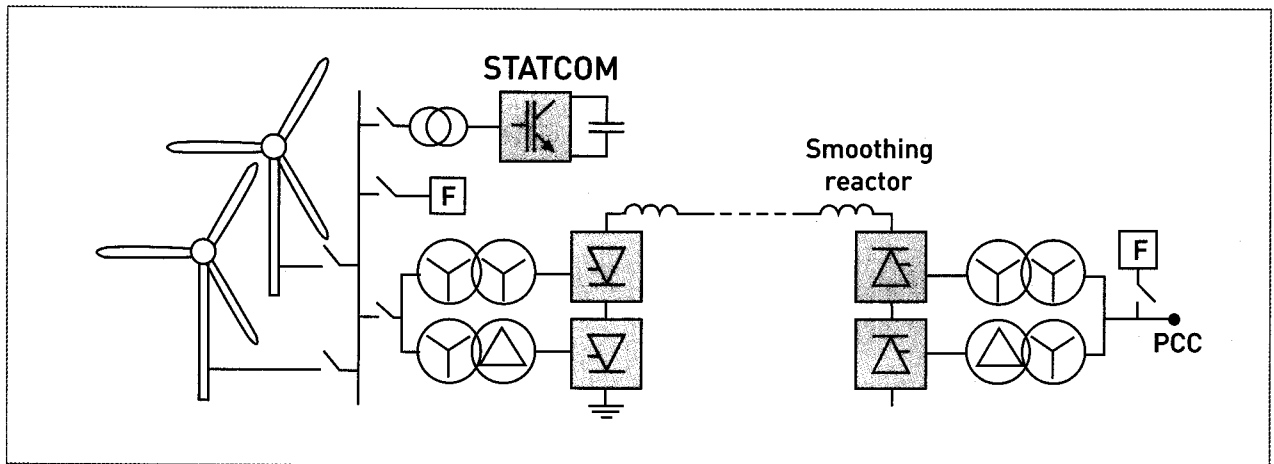 STATCOM
F
Smoothing
reactor
F
PCC